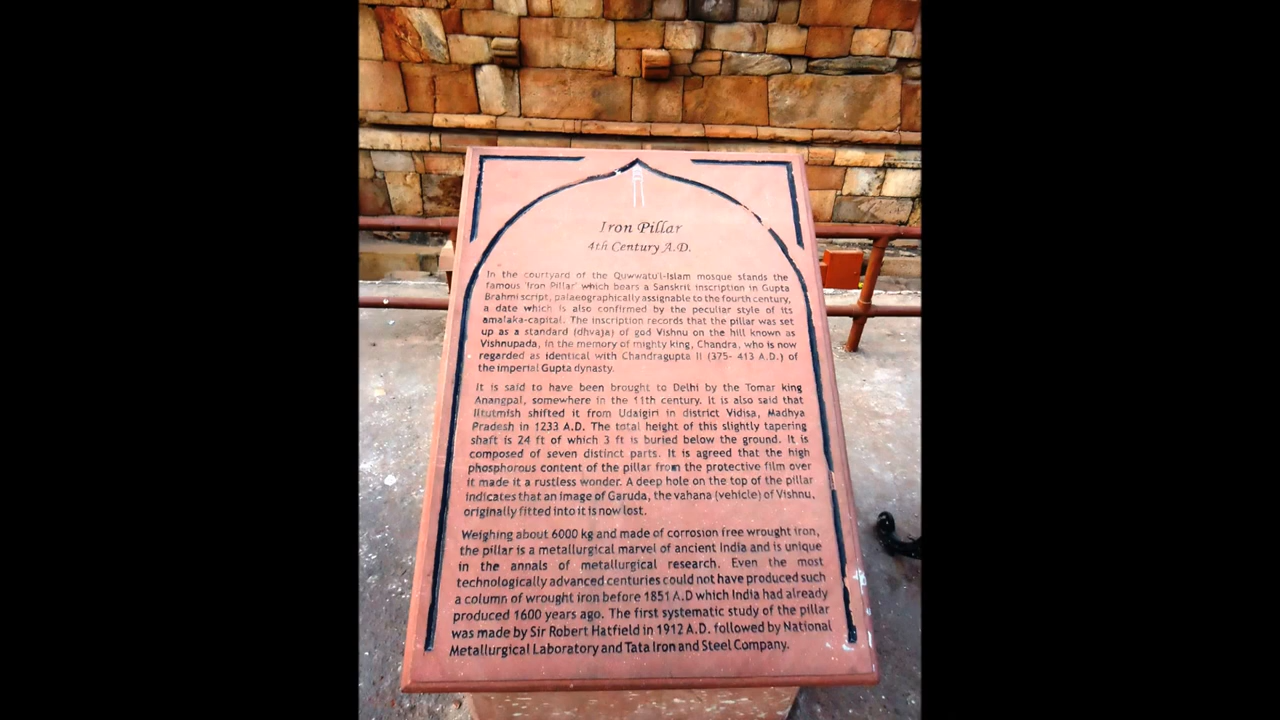 Iron Pillar
4th Century A.D.
In the courtyard of the Quwwatu'l-Islam mosque stands the
famous 'Iron Pillar' which bears a Sanskrit inscription in Gupta
Brahmi script, palaeographically assignable to the fourth century,
a date which is also confirmed by the peculiar style of its
amalaka-capital. The inscription records that the pillar was set
up as a standard (dhvaja) of god Vishnu on the hill known as
Vishnupada, in the memory of mighty king, Chandra, who is now
regarded as identical with Chandragupta II (375- 413 A.D.) of
the imperial Gupta dynasty.
It is said to have been brought to Delhi by the Tomar king
Anangpal, somewhere in the 11th century. It is also said that
Iltutmish shifted it from Udaigiri in district Vidisa, Madhya
Pradesh in 1233 A.D. The total height of this slightly tapering
shaft is 24 ft of which 3 ft is buried below the ground. It is
composed of seven distinct parts. It is agreed that the high
phosphorous content of the pillar from the protective film over
it made it a rustless wonder. A deep hole on the top of the pillar
indicates that an image of Garuda, the vahana (vehicle) of Vishnu,
originally fitted into it is now lost.
Weighing about 6000 kg and made of corrosion free wrought iron,
the pillar is a metallurgical marvel of ancient India and is unique
in the annals of metallurgical research. Even the most
technologically advanced centuries could not have produced such
a column of wrought iron before 1851 A.D which India had already
produced 1600 years ago. The first systematic study of the pillar
was made by Sir Robert Hatfield in 1912 A.D. followed by National
Metallurgical Laboratory and Tata Iron and Steel Company.